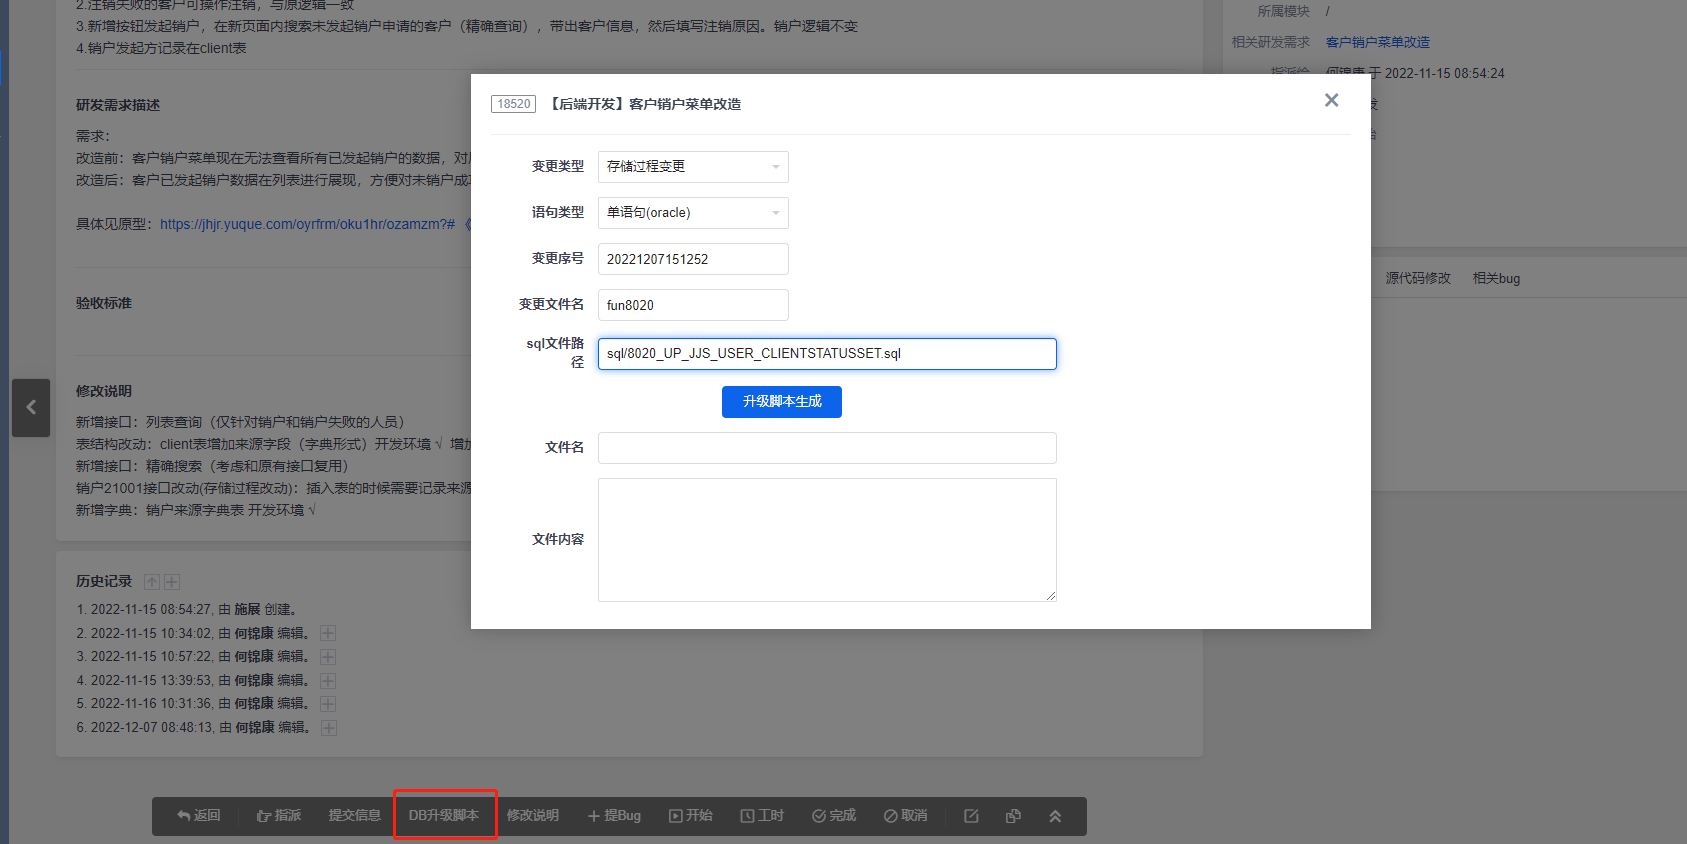 2.注销失败的客户可操作注销，与原逻辑一致
3.新增按钮发起销户，在新页面内搜索未发起销户申请的客户（精确查询），带出客户信息，然后填写注销原因。销户逻辑不变
4.销户发起方记录在client表
研发需求描述
需求：
改造前：客户销户菜单现在无法查看所有已发起销户的数据，对
改造后：客户已发起销户数据在列表进行展现，方便对未销户成
具体见原型：https://jhjr.yuque.com/oyrfrm/oku1hr/ozamzm?# 《
验收标准
修改说明
新增接口：列表查询（仅针对销户和销户失败的人员）
表结构改动：client表增加来源字段（字典形式）开发环境 √ 增加
新增接口：精确搜索（考虑和原有接口复用）
销户21001接口改动(存储过程改动)：插入表的时候需要记录来源
新增字典：销户来源字典表 开发环境 √
历史记录
1. 2022-11-15 08:54:27, 由 施展 创建。
2. 2022-11-15 10:34:02, 由 何锦康 编辑。
3. 2022-11-15 10:57:22, 由 何锦康 编辑。
4. 2022-11-15 13:39:53, 由 何锦康 编辑。
5. 2022-11-16 10:31:36, 由 何锦康 编辑。
6. 2022-12-07 08:48:13, 由 何锦康 编辑。
所属模块 /
相关研发需求 客户销户菜单改造
指派给 何锦康 于 2022-11-15 08:54:24
源代码修改 相关bug
18520 【后端开发】客户销户菜单改造
变更类型 存储过程变更
语句类型 单语句(oracle)
变更序号 20221207151252
变更文件名 fun8020
sql文件路径 sql/8020_UP_JJS_USER_CLIENTSTATUSSET.sql
升级脚本生成
文件名
文件内容
返回 指派 提交信息 DB升级脚本 修改说明 提Bug 开始 工时 完成 取消